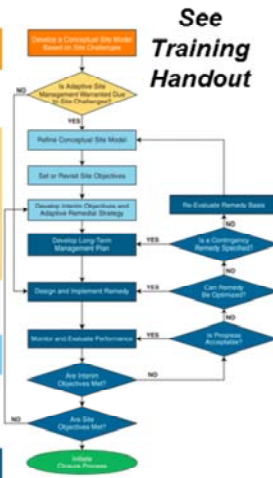 See
Training
Handout
Develop a Conceptual Site Model
Based on Site Challenges
Is Adaptive Site
Management Warranted Due
to Site Challenges?
NO
YES
Refine Conceptual Site Model
Set or Revisit Site Objectives
Re-Evaluate Remedy Basis
Develop Interim Objectives and
Adaptive Remedial Strategy
NO
Develop Long-Term
Management Plan
YES
Is a Contingency
Remedy Specified?
NO
Design and Implement Remedy
YES
Can Remedy
Be Optimized?
NO
Monitor and Evaluate Performance
YES
Is Progress
Acceptable?
Are Interim
Objectives Met?
NO
YES
NO
Are Site
Objectives Met?
YES
Initiate
Closure Process